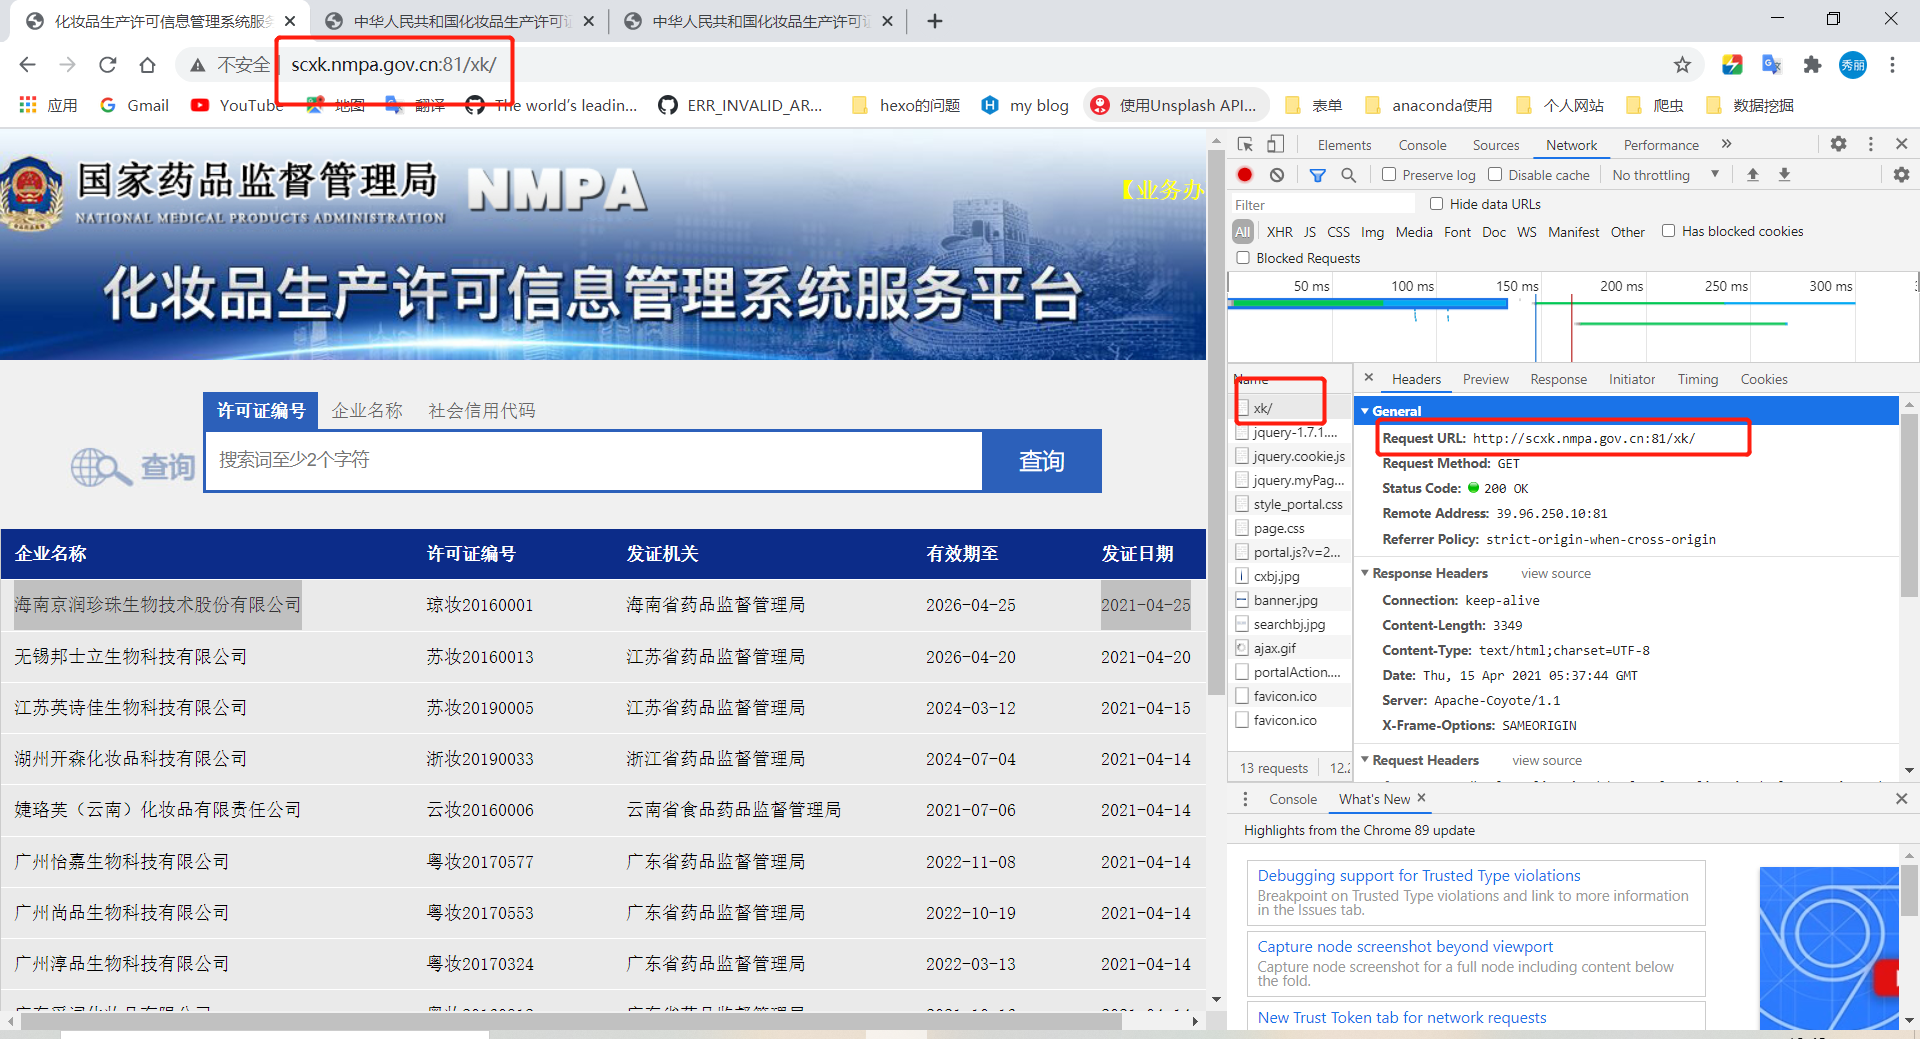 化妆品生产许可信息管理系统服务
中华人民共和国化妆品生产许可证
中华人民共和国化妆品生产许可证
不安全
scxk.nmpa.gov.cn:81/xk/
秀丽
应用
Gmail
YouTube
地图
翻译
The world's leadin...
ERR_INVALID_AR...
hexo的问题
my blog
使用Unsplash API...
表单
anaconda使用
个人网站
爬虫
数据挖掘
国家药品监督管理局
NATIONAL MEDICAL PRODUCTS ADMINISTRATION
NMPA
【业务办
化妆品生产许可信息管理系统服务平台
许可证编号 企业名称 社会信用代码
查询 搜索词至少2个字符 查询
企业名称 许可证编号 发证机关 有效期至 发证日期
海南京润珍珠生物技术股份有限公司 琼妆20160001 海南省药品监督管理局 2026-04-25 2021-04-25
无锡邦士立生物科技有限公司 苏妆20160013 江苏省药品监督管理局 2026-04-20 2021-04-20
江苏英诗佳生物科技有限公司 苏妆20190005 江苏省药品监督管理局 2024-03-12 2021-04-15
湖州开森化妆品科技有限公司 浙妆20190033 浙江省药品监督管理局 2024-07-04 2021-04-14
婕珞芙（云南）化妆品有限责任公司 云妆20160006 云南省食品药品监督管理局 2021-07-06 2021-04-14
广州怡嘉生物科技有限公司 粤妆20170577 广东省药品监督管理局 2022-11-08 2021-04-14
广州尚品生物科技有限公司 粤妆20170553 广东省药品监督管理局 2022-10-19 2021-04-14
广州淳品生物科技有限公司 粤妆20170324 广东省药品监督管理局 2022-03-13 2021-04-14
Elements Console Sources Network Performance »
Preserve log Disable cache No throttling
Filter Hide data URLs
All XHR JS CSS Img Media Font Doc WS Manifest Other Has blocked cookies
Blocked Requests
50 ms 100 ms 150 ms 200 ms 250 ms 300 ms
Name
xk/
jquery-1.7.1....
jquery.cookie.js
jquery.myPag...
style_portal.css
page.css
portal.js?v=2...
cxbj.jpg
banner.jpg
searchbj.jpg
ajax.gif
portalAction....
favicon.ico
favicon.ico
13 requests 12.2
Headers Preview Response Initiator Timing Cookies
General
Request URL: http://scxk.nmpa.gov.cn:81/xk/
Request Method: GET
Status Code: 200 OK
Remote Address: 39.96.250.10:81
Referrer Policy: strict-origin-when-cross-origin
Response Headers view source
Connection: keep-alive
Content-Length: 3349
Content-Type: text/html;charset=UTF-8
Date: Thu, 15 Apr 2021 05:37:44 GMT
Server: Apache-Coyote/1.1
X-Frame-Options: SAMEORIGIN
Request Headers view source
Console What's New
Highlights from the Chrome 89 update
Debugging support for Trusted Type violations
Breakpoint on Trusted Type violations and link to more information
in the Issues tab.
Capture node screenshot beyond viewport
Capture node screenshot for a full node including content below
the fold.
New Trust Token tab for network requests